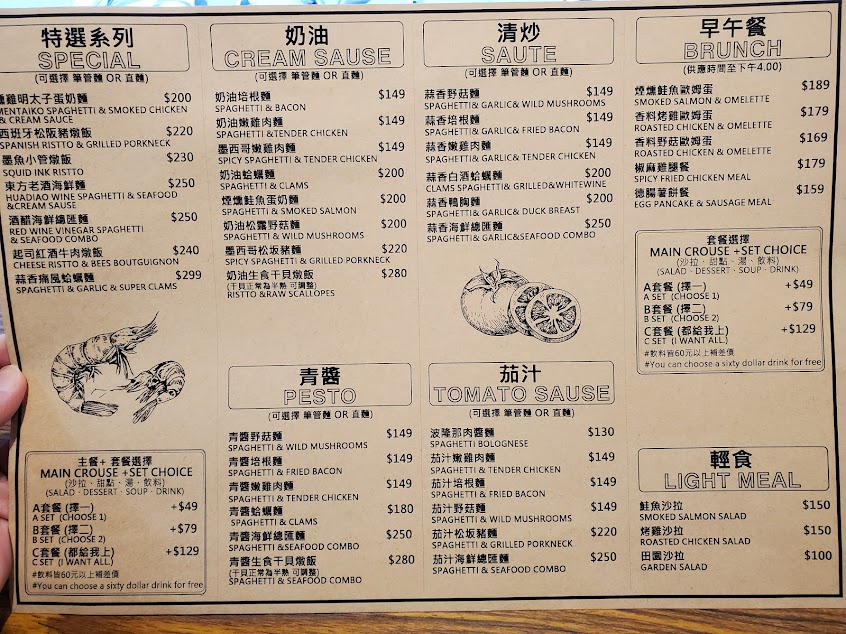 特選系列
SPECIAL
(可選擇 筆管麵 OR 直麵)
燻雞明太子蛋奶麵 $200
MENTAIKO SPAGHETTI & SMOKED CHICKEN
& CREAM SAUCE
西班牙松阪豬燉飯 $220
SPANISH RISTTO & GRILLED PORKNECK
墨魚小管燉飯 $230
SQUID INK RISTTO
東方老酒海鮮麵 $250
HUADIAO WINE SPAGHETTI & SEAFOOD
&CREAM SAUSE
酒醋海鮮總匯麵 $250
RED WINE VINEGAR SPAGHETTI
& SEAFOOD COMBO
起司紅酒牛肉燉飯 $240
CHEESE RISTTO & BEES BOUTGUIGNON
蒜香痛風蛤蠣麵 $299
SPAGHETTI & GARLIC & SUPER CLAMS
主餐+ 套餐選擇
MAIN CROUSE +SET CHOICE
(沙拉、甜點、湯、飲料)
(SALAD、DESSERT、SOUP、DRINK)
A套餐 (擇一) +$49
A SET (CHOOSE 1)
B套餐 (擇二) +$79
B SET (CHOOSE 2)
C套餐 (都給我上) +$129
C SET (I WANT ALL)
#飲料皆60元以上補差價
#You can choose a sixty dollar drink for free
奶油
CREAM SAUSE
(可選擇 筆管麵 OR 直麵)
奶油培根麵 $149
SPAGHETTI & BACON
奶油嫩雞肉麵 $149
SPAGHETTI &TENDER CHICKEN
墨西哥嫩雞肉麵 $149
SPICY SPAGHETTI & TENDER CHICKEN
奶油蛤蠣麵 $200
SPAGHETTI & CLAMS
煙燻鮭魚蛋奶麵 $200
SPAGHETTI & SMOKED SALMON
奶油松露野菇麵 $200
SPAGHETTI & WILD MUSHROOMS
墨西哥松坂豬麵 $220
SPICY SPAGHETTI & GRILLED PORKNECK
奶油生食干貝燉飯 $280
(干貝正常為半熟 可調整)
RISTTO &RAW SCALLOPES
青醬
PESTO
(可選擇 筆管麵 OR 直麵)
青醬野菇麵 $149
SPAGHETTI & WILD MUSHROOMS
青醬培根麵 $149
SPAGHETTI & FRIED BACON
青醬嫩雞肉麵 $149
SPAGHETTI & TENDER CHICKEN
青醬蛤蠣麵 $180
SPAGHETTI & CLAMS
青醬海鮮總匯麵 $250
SPAGHETTI &SEAFOOD COMBO
青醬生食干貝燉飯 $280
(干貝正常為半熟 可調整)
SPAGHETTI & SEAFOOD COMBO
清炒
SAUTE
(可選擇 筆管麵 OR 直麵)
蒜香野菇麵 $149
SPAGHETTI& GARLIC& WILD MUSHROOMS
蒜香培根麵 $149
SPAGHETTI& GARLIC& FRIED BACON
蒜香嫩雞肉麵 $149
SPAGHETTI& GARLIC & TENDER CHICKEN
蒜香白酒蛤蠣麵 $200
CLAMS SPAGHETTI& GRILLED&WHITEWINE
蒜香鴨胸麵 $200
SPAGHETTI& GARLIC & DUCK BREAST
蒜香海鮮總匯麵 $250
SPAGHETTI& GARLIC&SEAFOOD COMBO
茄汁
TOMATO SAUSE
(可選擇 筆管麵 OR 直麵)
波隆那肉醬麵 $130
SPAGHETTI BOLOGNESE
茄汁嫩雞肉麵 $149
SPAGHETTI & TENDER CHICKEN
茄汁培根麵 $149
SPAGHETTI & FRIED BACON
茄汁野菇麵 $149
SPAGHETTI & WILD MUSHROOMS
茄汁松坂豬麵 $220
SPAGHETTI & GRILLED PORKNECK
茄汁海鮮總匯麵 $250
SPAGHETTI & SEAFOOD COMBO
早午餐
BRUNCH
(供應時間至下午4.00)
煙燻鮭魚歐姆蛋 $189
SMOKED SALMON & OMELETTE
香料烤雞歐姆蛋 $179
ROASTED CHICKEN & OMELETTE
香料野菇歐姆蛋 $169
ROASTED CHICKEN & OMELETTE
椒麻雞腿餐 $179
SPICY FRIED CHICKEN MEAL
德腸薯餅餐 $159
EGG PANCAKE & SAUSAGE MEAL
套餐選擇
MAIN CROUSE +SET CHOICE
(沙拉、甜點、湯、飲料)
(SALAD、DESSERT、SOUP、DRINK)
A套餐 (擇一) +$49
A SET (CHOOSE 1)
B套餐 (擇二) +$79
B SET (CHOOSE 2)
C套餐 (都給我上) +$129
C SET (I WANT ALL)
#飲料皆60元以上補差價
#You can choose a sixty dollar drink for free
輕食
LIGHT MEAL
鮭魚沙拉 $150
SMOKED SALMON SALAD
烤雞沙拉 $150
ROASTED CHICKEN SALAD
田園沙拉 $100
GARDEN SALAD